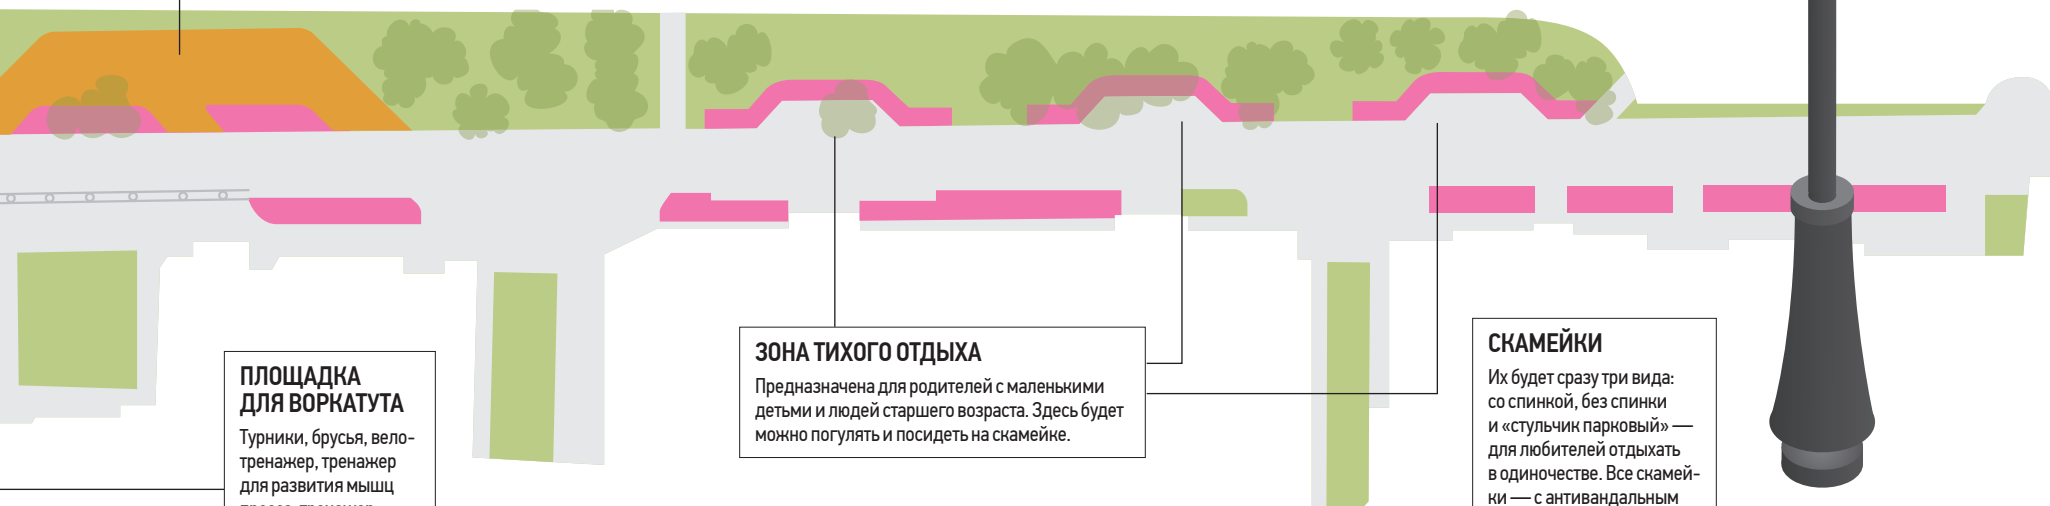 ПЛОЩАДКА
ДЛЯ ВОРКАТУТА
Турники, брусья, вело-
тренажер, тренажер
для развития мышц
ЗОНА ТИХОГО ОТДЫХА
Предназначена для родителей с маленькими
детьми и людей старшего возраста. Здесь будет
можно погулять и посидеть на скамейке.
СКАМЕЙКИ
Их будет сразу три вида:
со спинкой, без спинки
и «стульчик парковый» —
для любителей отдыхать
в одиночестве. Все скамей-
ки — с антивандальным